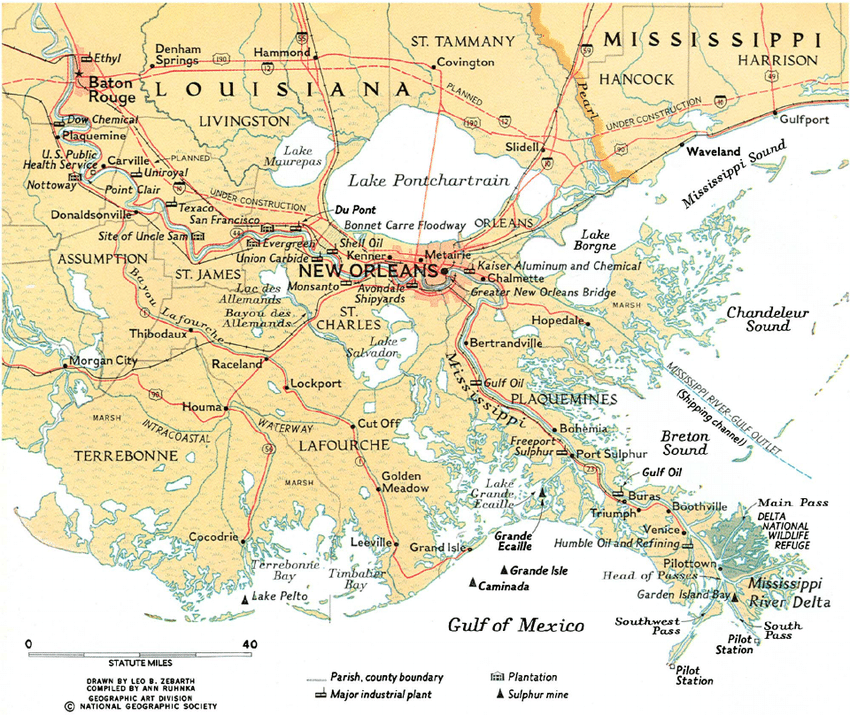 Ethyl
Denham
Springs
190
12
55
Hammond
ST. TAMMANY
Covington
59
MISSISSIPPI
HARRISON
HANCOCK
49
Baton
Rouge
LOUISIANA
PLANNED
Pearl
UNDER CONSTRUCTION
10
Dow Chemical
LIVINGSTON
190
12
Gulfport
Plaquemine
U.S. Public
Health Service
Carville
PLANNED
Lake
Maurepas
Slidell
10
90
Waveland
Uniroyal
10
Nottoway
Point Clair
UNDER CONSTRUCTION
Lake Pontchartrain
Mississippi Sound
Donaldsonville
Texaco
San Francisco
Du Pont
Bonnet Carre Floodway
ORLEANS
Site of Uncle Sam
44
Evergreen
Shell Oil
Kenner
Metairie
Lake
Borgne
ASSUMPTION
Union Carbide
NEW ORLEANS
Kaiser Aluminum and Chemical
ST. JAMES
Monsanto
Avondale
Shipyards
Chalmette
Greater New Orleans Bridge
Lac des
Allemands
Bayou des
Allemands
ST.
CHARLES
MARSH
Chandeleur
Sound
Bayou Lafourche
Thibodaux
Hopedale
Lake
Salvador
Bertrandville
Morgan City
Raceland
Mississippi
MISSISSIPPI RIVER-GULF OUTLET
(Shipping channel)
Lockport
Gulf Oil
90
Houma
PLAQUEMINES
MARSH
INTRACOASTAL
WATERWAY
Cut Off
Bohemia
Breton
Sound
TERREBONNE
LAFOURCHE
Freeport
Sulphur
Port Sulphur
1
Gulf Oil
MARSH
Golden
Meadow
Lake
Grande
Ecaille
Buras
Boothville
Main Pass
Triumph
DELTA
NATIONAL
WILDLIFE
REFUGE
Cocodrie
Leeville
Grand Isle
Grande
Ecaille
Venice
Humble Oil and Refining
Terrebonne
Bay
Timbalier
Bay
Grande Isle
Caminada
Pilottown
Head of Passes
Mississippi
River Delta
Garden Island Bay
Lake Pelto
Gulf of Mexico
Southwest
Pass
South
Pass
Pilot
Station
Pilot
Station
0 40
STATUTE MILES
Parish, county boundary
Plantation
Major industrial plant
Sulphur mine
DRAWN BY LEO B. ZEBARTH
COMPILED BY ANN RUHNKA
GEOGRAPHIC ART DIVISION
© NATIONAL GEOGRAPHIC SOCIETY